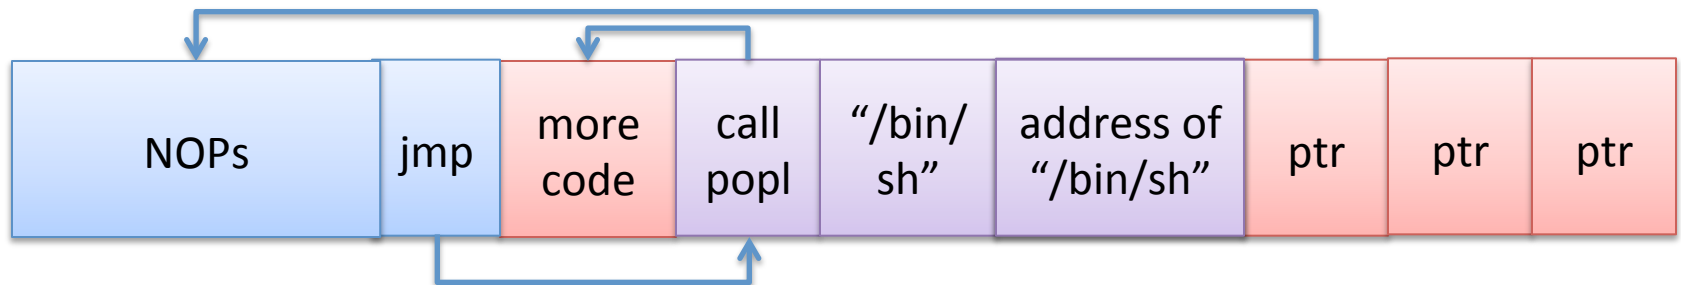 NOPs
jmp
more
code
call
popl
“/bin/
sh”
address of
“/bin/sh”
ptr
ptr
ptr